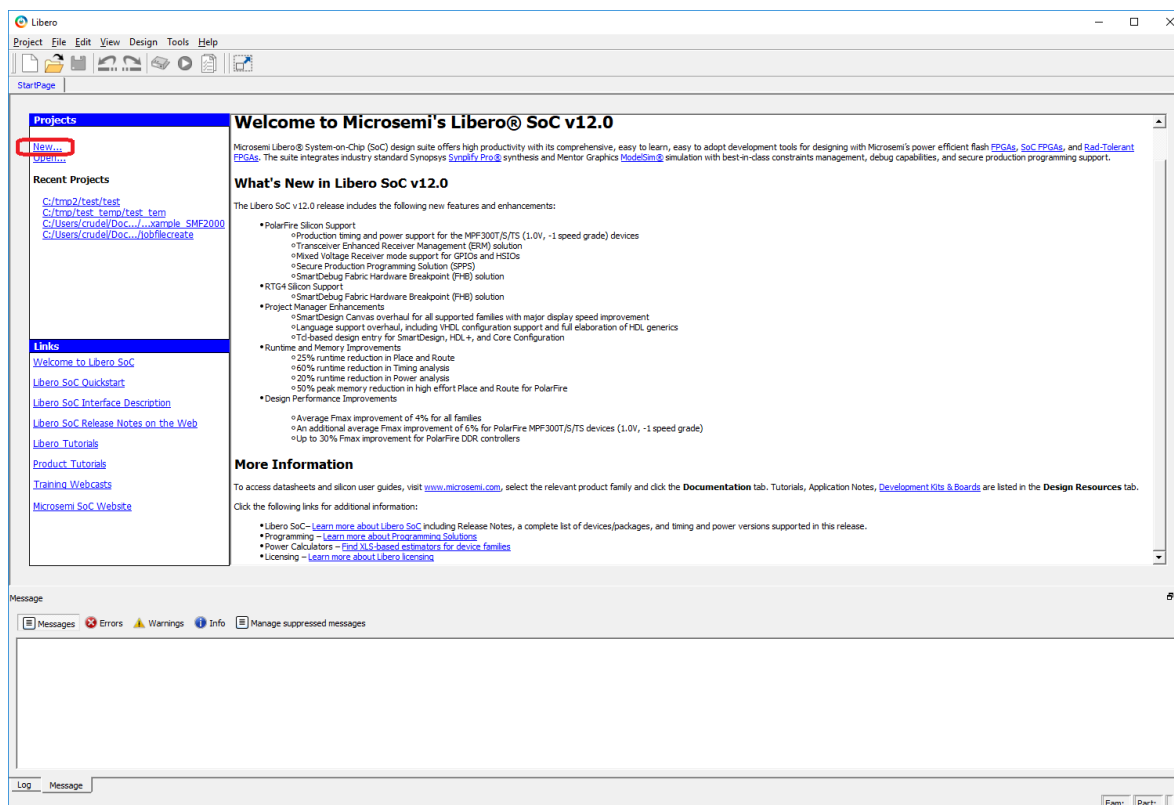 Libero
Project File Edit View Design Tools Help
StartPage
Projects
New...
Open...
Recent Projects
C:/tmp2/test/test
C:/tmp/test_temp/test_tem
C:/Users/crudel/Doc.../...xample_SMF2000
C:/Users/crudel/Doc.../jobfilecreate
Links
Welcome to Libero SoC
Libero SoC Quickstart
Libero SoC Interface Description
Libero SoC Release Notes on the Web
Libero Tutorials
Product Tutorials
Training Webcasts
Microsemi SoC Website
Welcome to Microsemi's Libero® SoC v12.0
Microsemi Libero® System-on-Chip (SoC) design suite offers high productivity with its comprehensive, easy to learn, easy to adopt development tools for designing with Microsemi's power efficient flash FPGAs, SoC FPGAs, and Rad-Tolerant
FPGAs. The suite integrates industry standard Synopsys Synplify Pro® synthesis and Mentor Graphics ModelSim® simulation with best-in-class constraints management, debug capabilities, and secure production programming support.
What's New in Libero SoC v12.0
The Libero SoC v12.0 release includes the following new features and enhancements:
•PolarFire Silicon Support
○Production timing and power support for the MPF300T/S/TS (1.0V, -1 speed grade) devices
○Transceiver Enhanced Receiver Management (ERM) solution
○Mixed Voltage Receiver mode support for GPIOs and HSIOs
○Secure Production Programming Solution (SPPS)
○SmartDebug Fabric Hardware Breakpoint (FHB) solution
•RTG4 Silicon Support
○SmartDebug Fabric Hardware Breakpoint (FHB) solution
•Project Manager Enhancements
○SmartDesign Canvas overhaul for all supported families with major display speed improvement
○Language support overhaul, including VHDL configuration support and full elaboration of HDL generics
○Tcl-based design entry for SmartDesign, HDL+, and Core Configuration
•Runtime and Memory Improvements
○25% runtime reduction in Place and Route
○60% runtime reduction in Timing analysis
○20% runtime reduction in Power analysis
○50% peak memory reduction in high effort Place and Route for PolarFire
•Design Performance Improvements
○Average Fmax improvement of 4% for all families
○An additional average Fmax improvement of 6% for PolarFire MPF300T/S/TS devices (1.0V, -1 speed grade)
○Up to 30% Fmax improvement for PolarFire DDR controllers
More Information
To access datasheets and silicon user guides, visit www.microsemi.com, select the relevant product family and click the Documentation tab. Tutorials, Application Notes, Development Kits & Boards are listed in the Design Resources tab.
Click the following links for additional information:
•Libero SoC– Learn more about Libero SoC including Release Notes, a complete list of devices/packages, and timing and power versions supported in this release.
•Programming – Learn more about Programming Solutions
•Power Calculators – Find XLS-based estimators for device families
•Licensing – Learn more about Libero licensing
Message
Messages Errors Warnings Info Manage suppressed messages
Log Message
Fam: Part: